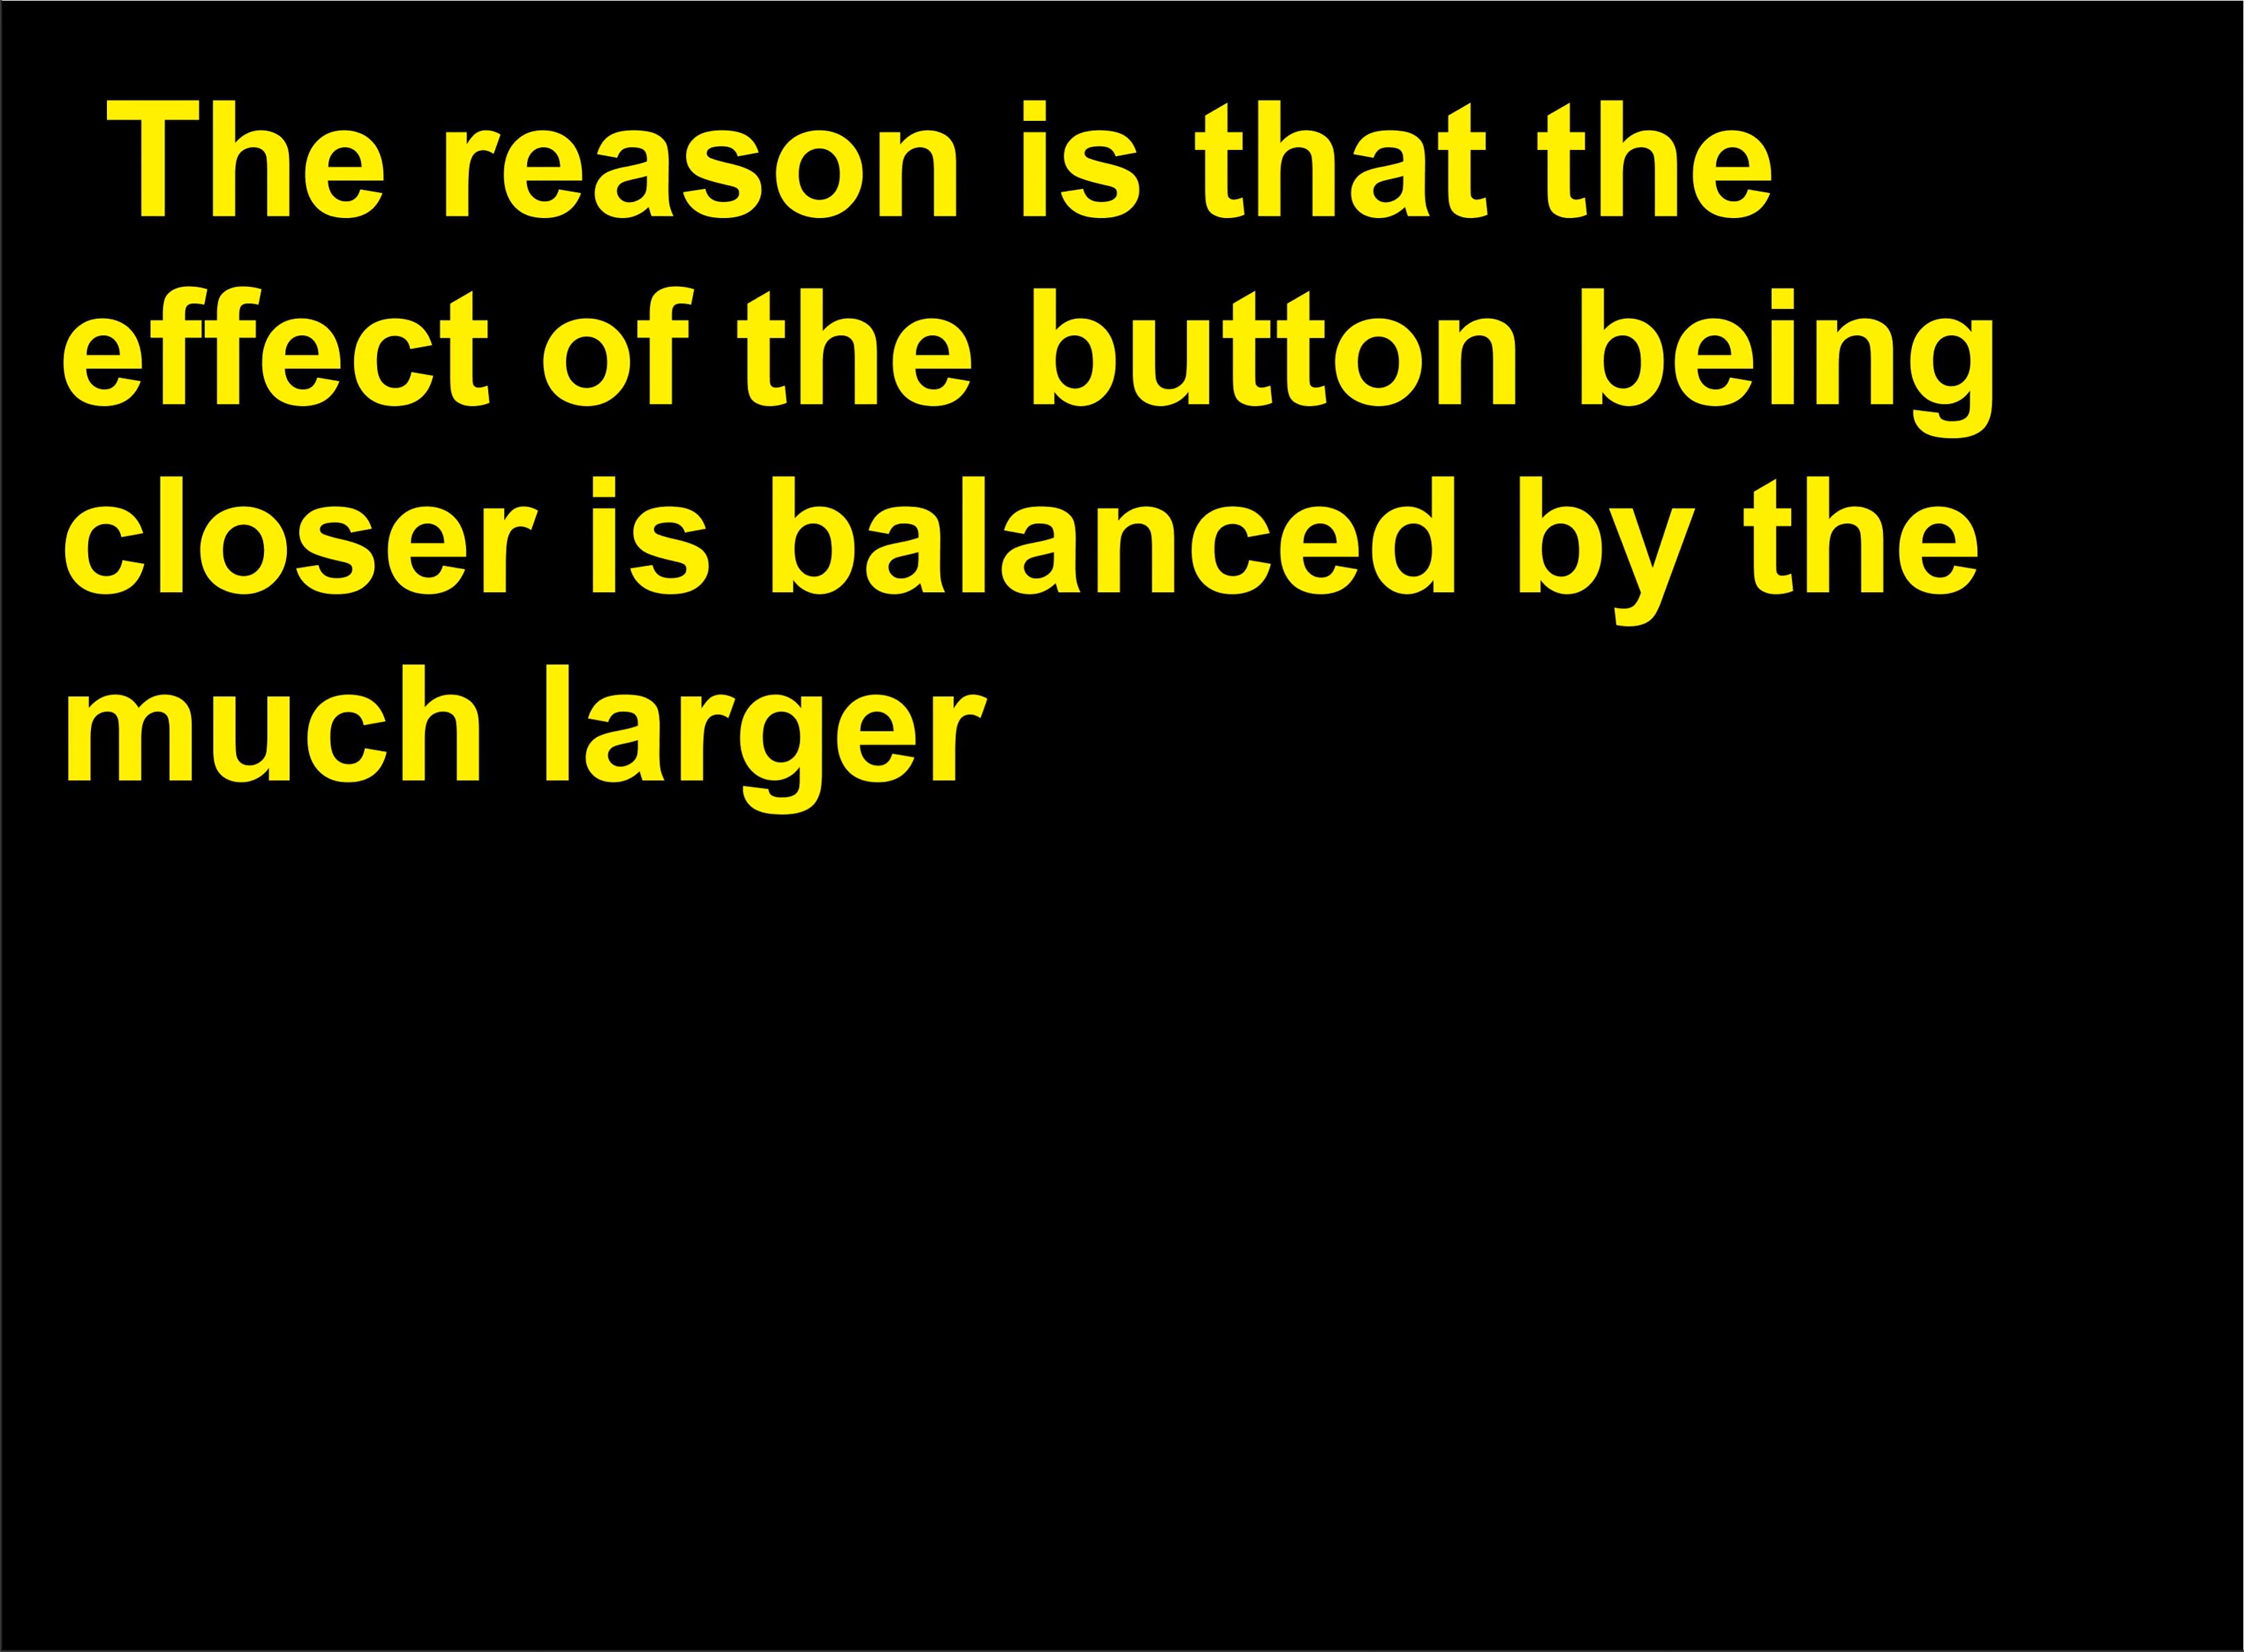 The reason is that the
effect of the button being
closer is balanced by the
much larger